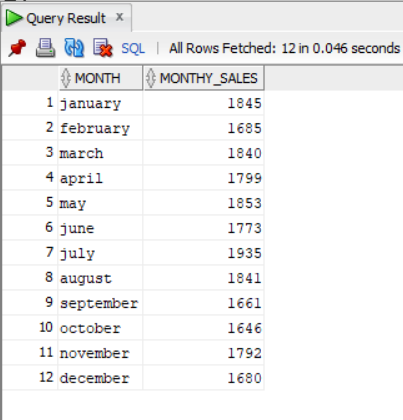 Query Result x
SQL | All Rows Fetched: 12 in 0.046 seconds
MONTH MONTHY_SALES
1 january 1845
2 february 1685
3 march 1840
4 april 1799
5 may 1853
6 june 1773
7 july 1935
8 august 1841
9 september 1661
10 october 1646
11 november 1792
12 december 1680